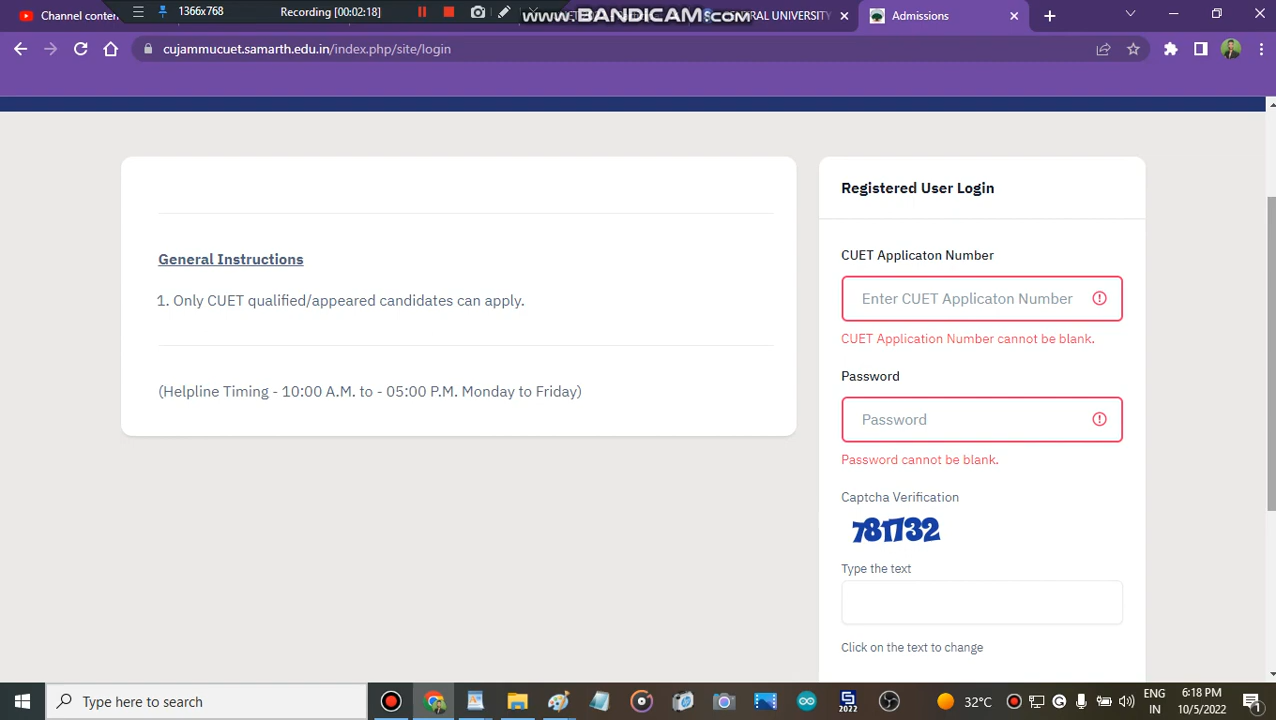 1366x768
Recording [00:02:18]
www.BANDICAM.com
Channel content
RAL UNIVERSITY
Admissions
cujammucuet.samarth.edu.in/index.php/site/login
General Instructions
1. Only CUET qualified/appeared candidates can apply.
(Helpline Timing - 10:00 A.M. to - 05:00 P.M. Monday to Friday)
Registered User Login
CUET Applicaton Number
Enter CUET Applicaton Number
CUET Application Number cannot be blank.
Password
Password
Password cannot be blank.
Captcha Verification
781732
Type the text
Click on the text to change
Type here to search
2022
32°C
ENG
IN
6:18 PM
10/5/2022
1